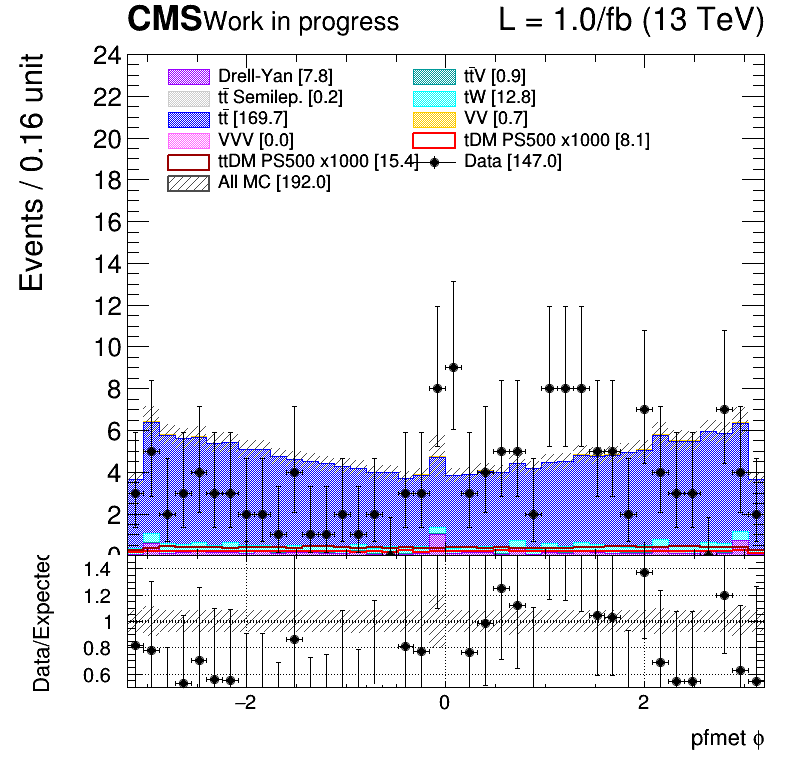 CMS Work in progress L = 1.0/fb (13 TeV)
Events / 0.16 unit
24
22
20
18
16
14
12
10
8
6
4
2
0
Drell-Yan [7.8]
tt̄V [0.9]
tt̄ Semilep. [0.2]
tW [12.8]
tt̄ [169.7]
VV [0.7]
VVV [0.0]
tDM PS500 x1000 [8.1]
ttDM PS500 x1000 [15.4]
Data [147.0]
All MC [192.0]
Data/Expected
1.4
1.2
1
0.8
0.6
−2 0 2
pfmet ϕ